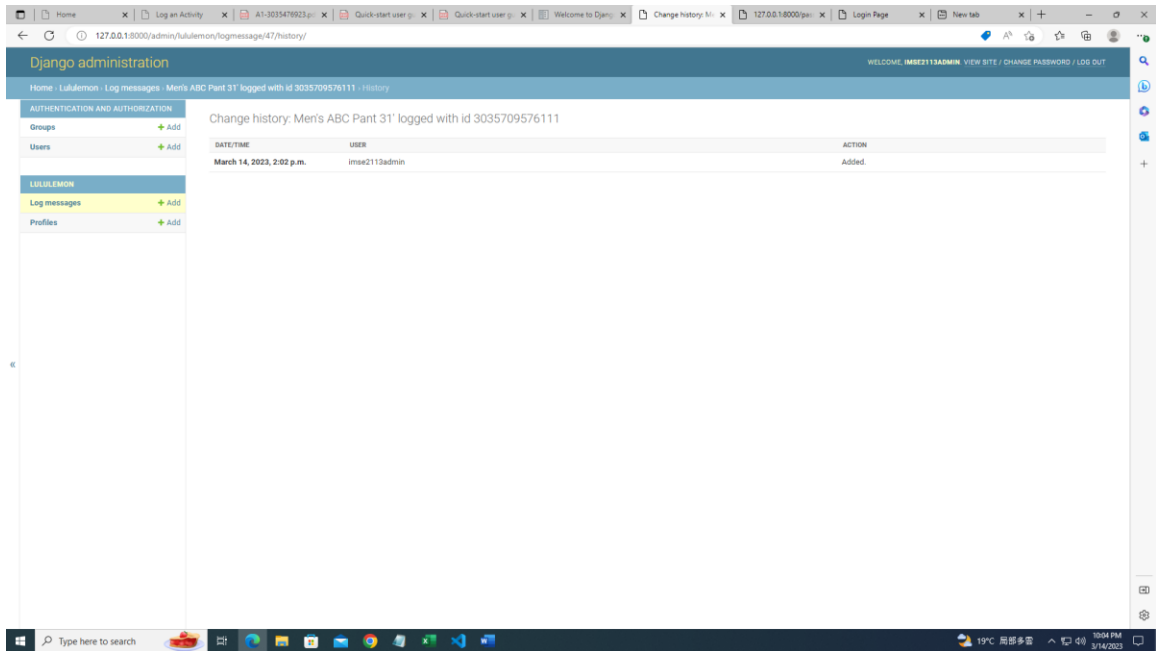 Home
Log an Activity
A1-3035476923.pd
Quick-start user gu
Quick-start user gu
Welcome to Djang
Change history: Me
127.0.0.1:8000/pas
Login Page
New tab
127.0.0.1:8000/admin/lululemon/logmessage/47/history/
Django administration
WELCOME, IMSE2113ADMIN. VIEW SITE / CHANGE PASSWORD / LOG OUT
Home › Lululemon › Log messages › Men's ABC Pant 31' logged with id 3035709576111 › History
AUTHENTICATION AND AUTHORIZATION
Groups + Add
Users + Add
LULULEMON
Log messages + Add
Profiles + Add
«
Change history: Men's ABC Pant 31' logged with id 3035709576111
DATE/TIME USER ACTION
March 14, 2023, 2:02 p.m. imse2113admin Added.
Type here to search
19°C 局部多雲
10:04 PM
3/14/2023